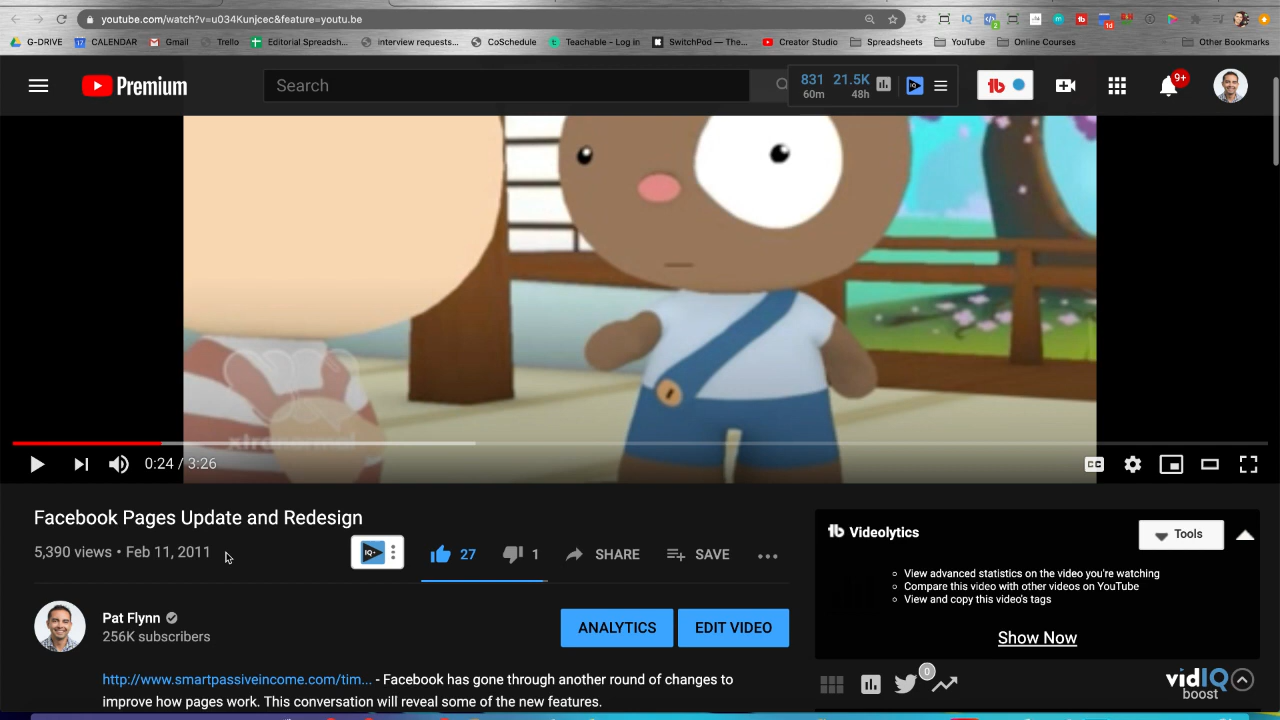 youtube.com/watch?v=u034Kunjcec&feature=youtu.be
G-DRIVE CALENDAR Gmail Trello Editorial Spreadsh... interview requests... CoSchedule Teachable – Log in SwitchPod — The... Creator Studio Spreadsheets YouTube Online Courses Other Bookmarks
Premium
Search
831 21.5K
60m 48h
9+
xtranormal
0:24 / 3:26
CC
Facebook Pages Update and Redesign
5,390 views • Feb 11, 2011
IQ+
27 1 SHARE SAVE
Pat Flynn
256K subscribers
ANALYTICS EDIT VIDEO
http://www.smartpassiveincome.com/tim... - Facebook has gone through another round of changes to
improve how pages work. This conversation will reveal some of the new features.
tb Videolytics
Tools
View advanced statistics on the video you're watching
Compare this video with other videos on YouTube
View and copy this video's tags
Show Now
0
vidIQ
boost